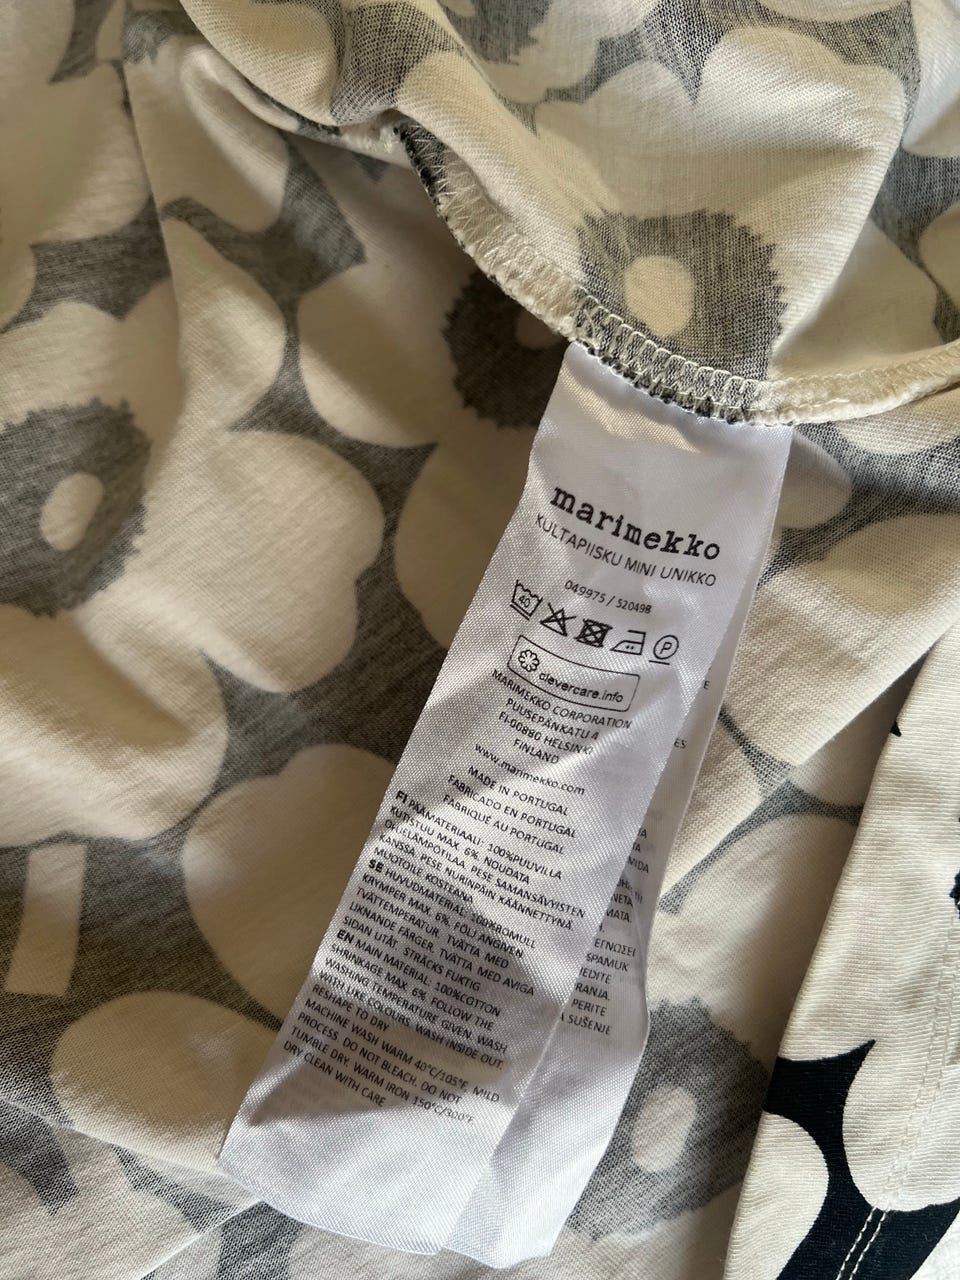 marimekko
KULTAPIISKU MINI UNIKKO
049975 / 520498
40
P
clevercare.info
MARIMEKKO CORPORATION
PUUSEPÄNKATU 4
FI-00880 HELSINKI
FINLAND
www.marimekko.com
MADE IN PORTUGAL
FABRICADO EN PORTUGAL
FABRIQUÉ AU PORTUGAL
FI PÄÄMATERIAALI: 100%PUUVILLA
KUTISTUU MAX. 6%. NOUDATA
OHJELÄMPÖTILAA. PESE SAMANSÄVYISTEN
KANSSA. PESE NURINPÄIN KÄÄNNETTYNÄ.
MUOTOILE KOSTEANA.
SE HUVUDMATERIAL: 100%BOMULL
KRYMPER MAX. 6%. FÖLJ ANGIVEN
TVÄTTEMPERATUR. TVÄTTA MED
LIKNANDE FÄRGER. TVÄTTA MED AVIGA
SIDAN UTÅT. STRÄCKS FUKTIG
EN MAIN MATERIAL: 100%COTTON
SHRINKAGE MAX. 6%. FOLLOW THE
WASHING TEMPERATURE GIVEN. WASH
WITH LIKE COLOURS. WASH INSIDE OUT.
RESHAPE TO DRY
MACHINE WASH WARM 40°C/105°F, MILD
PROCESS. DO NOT BLEACH. DO NOT
TUMBLE DRY. WARM IRON 150°C/300°F.
DRY CLEAN WITH CARE
SUŠENJE